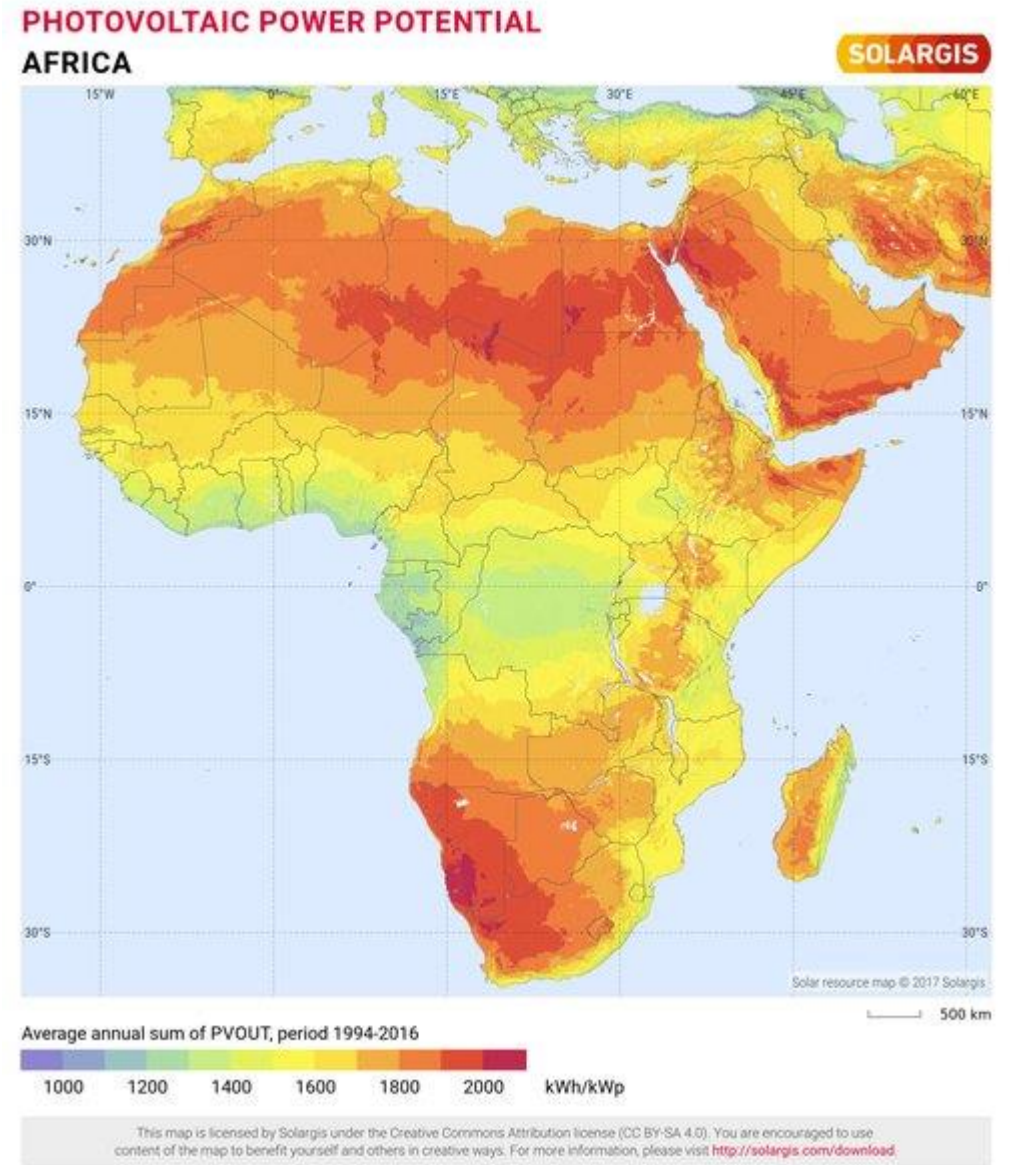 PHOTOVOLTAIC POWER POTENTIAL
AFRICA
SOLARGIS
15°W 0° 15°E 30°E 45°E 60°E
30°N 30°N
15°N 15°N
0° 0°
15°S 15°S
30°S 30°S
Solar resource map © 2017 Solargis
500 km
Average annual sum of PVOUT, period 1994-2016
1000 1200 1400 1600 1800 2000 kWh/kWp
This map is licensed by Solargis under the Creative Commons Attribution license (CC BY-SA 4.0). You are encouraged to use
content of the map to benefit yourself and others in creative ways. For more information, please visit http://solargis.com/download.